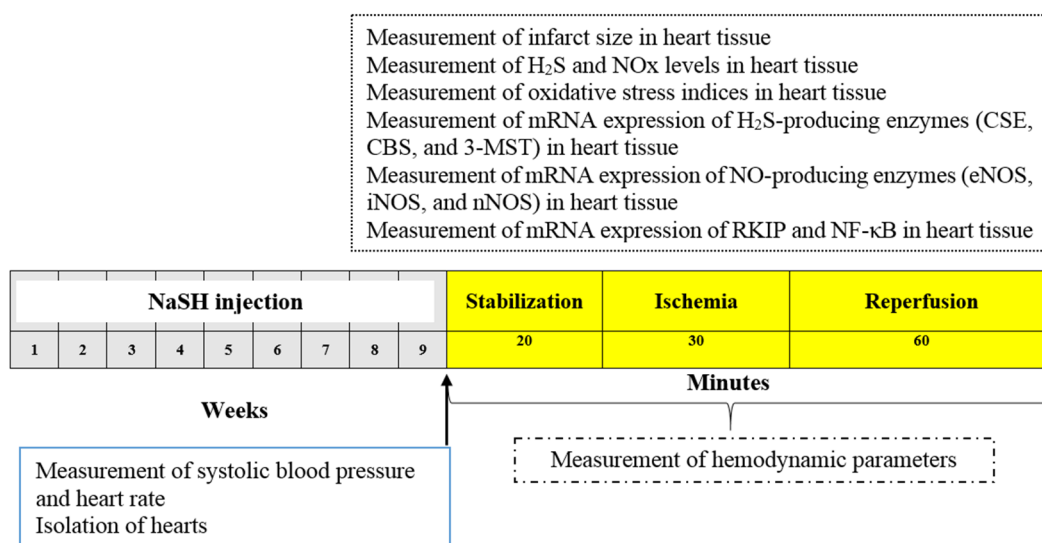 Measurement of infarct size in heart tissue
Measurement of H₂S and NOx levels in heart tissue
Measurement of oxidative stress indices in heart tissue
Measurement of mRNA expression of H₂S-producing enzymes (CSE,
CBS, and 3-MST) in heart tissue
Measurement of mRNA expression of NO-producing enzymes (eNOS,
iNOS, and nNOS) in heart tissue
Measurement of mRNA expression of RKIP and NF-κB in heart tissue
NaSH injection Stabilization Ischemia Reperfusion
1 2 3 4 5 6 7 8 9 20 30 60
Weeks
Minutes
Measurement of systolic blood pressure
and heart rate
Isolation of hearts
Measurement of hemodynamic parameters